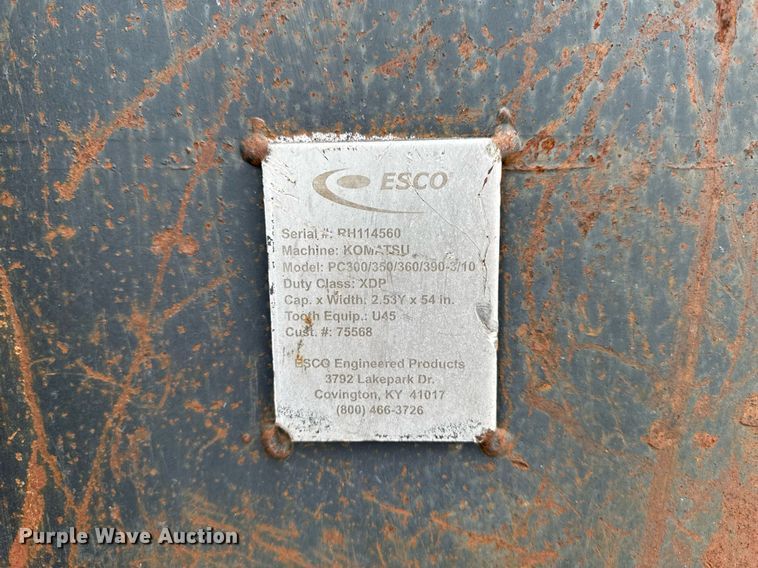 ESCO
Serial #: RH114560
Machine: KOMATSU
Model: PC300/350/360/390-3/10
Duty Class: XDP
Cap. x Width. 2.53Y x 54 in.
Tooth Equip.: U45
Cust. #: 75568
ESCO Engineered Products
3792 Lakepark Dr.
Covington, KY 41017
(800) 466-3726
Purple Wave Auction